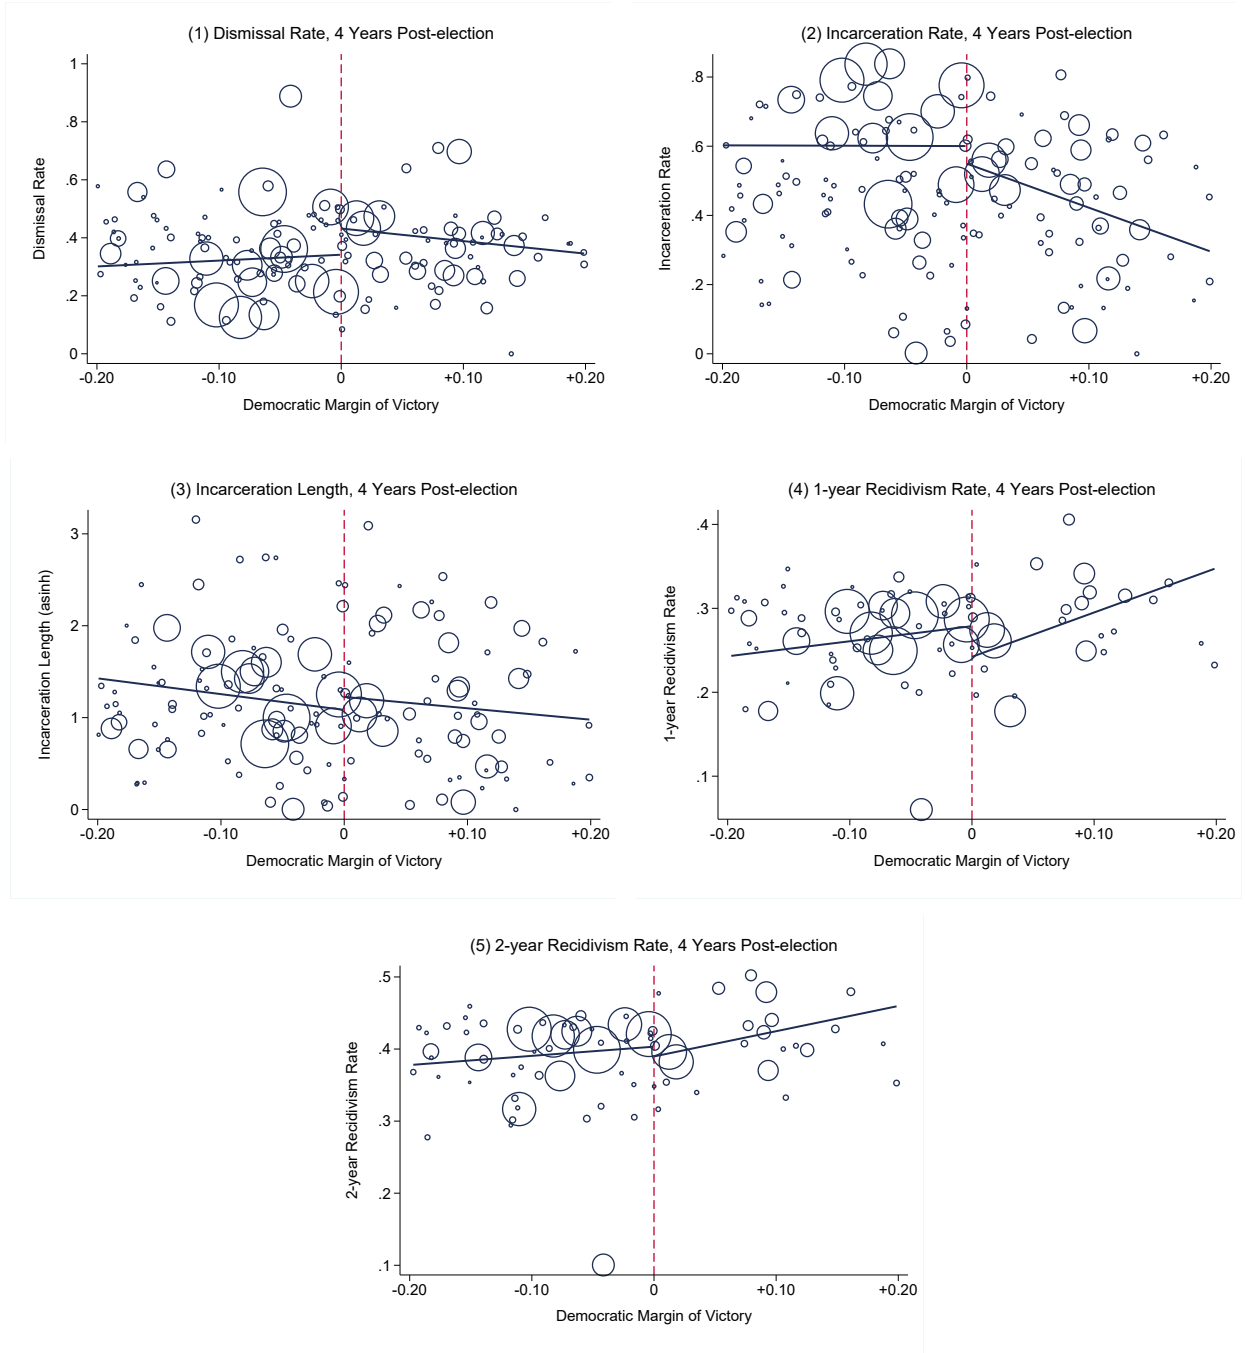 (1) Dismissal Rate, 4 Years Post-election
Dismissal Rate
1
.8
.6
.4
.2
0
-0.20 -0.10 0 +0.10 +0.20
Democratic Margin of Victory
(2) Incarceration Rate, 4 Years Post-election
Incarceration Rate
.8
.6
.4
.2
0
-0.20 -0.10 0 +0.10 +0.20
Democratic Margin of Victory
(3) Incarceration Length, 4 Years Post-election
Incarceration Length (asinh)
3
2
1
0
-0.20 -0.10 0 +0.10 +0.20
Democratic Margin of Victory
(4) 1-year Recidivism Rate, 4 Years Post-election
1-year Recidivism Rate
.4
.3
.2
.1
-0.20 -0.10 0 +0.10 +0.20
Democratic Margin of Victory
(5) 2-year Recidivism Rate, 4 Years Post-election
2-year Recidivism Rate
.5
.4
.3
.2
.1
-0.20 -0.10 0 +0.10 +0.20
Democratic Margin of Victory